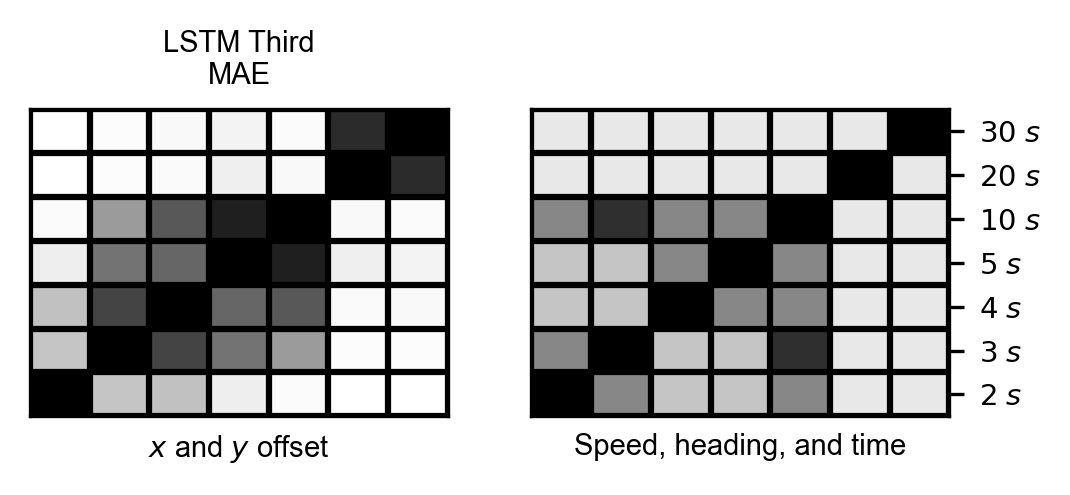 LSTM Third
MAE
30 s
20 s
10 s
5 s
4 s
3 s
2 s
x and y offset
Speed, heading, and time